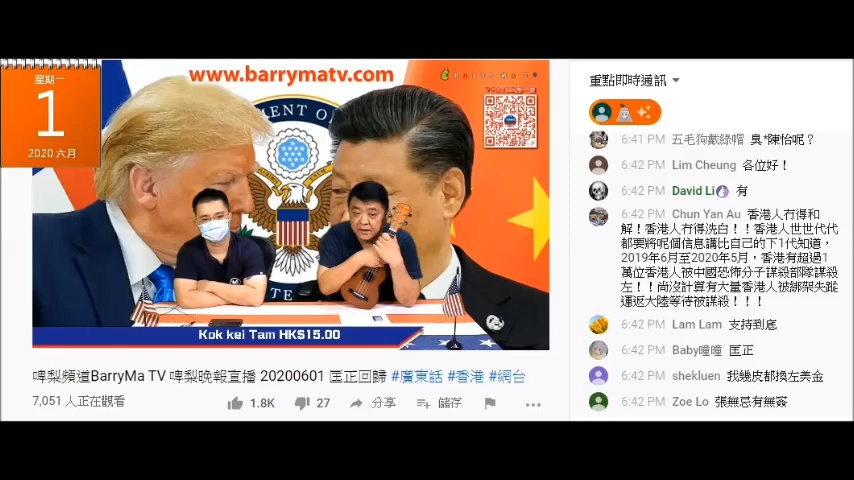 星期一
1
2020 六月
www.barrymatv.com
BARRYMAT
MENT OF
Kok kei Tam HK$15.00
啤梨頻道BarryMa TV 啤梨晚報直播 20200601 匡正回歸 #廣東話 #香港 #網台
7,051 人正在觀看
1.8K
27
分享
儲存
重點即時通訊
6:41 PM 五毛狗戴綠帽 臭*陳怡呢？
6:42 PM Lim Cheung 各位好！
6:42 PM David Li 有
6:42 PM Chun Yan Au 香港人冇得和
解！香港人冇得洗白！！香港人世世代代
都要將呢個信息講比自己的下1代知道，
2019年6月至2020年5月，香港有超過1
萬位香港人被中國恐怖分子謀殺部隊謀殺
左！！尚沒計算有大量香港人被綁架失蹤
運返大陸等待被謀殺！！！
6:42 PM Lam Lam 支持到底
6:42 PM Baby曈曈 匡正
6:42 PM shekluen 我幾皮都換左美金
6:42 PM Zoe Lo 張無忌有無簽